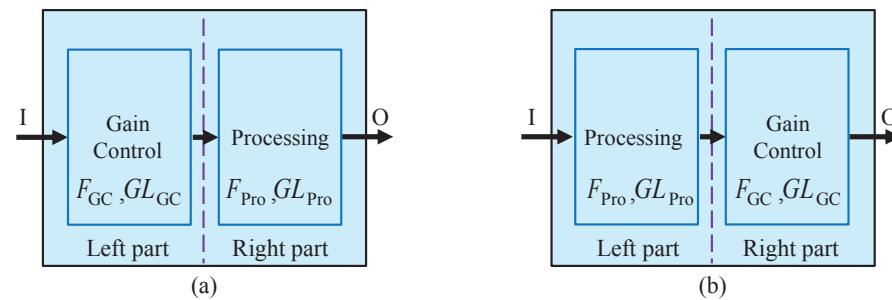 I
Gain
Control
F_GC ,GL_GC
Processing
F_Pro ,GL_Pro
O
Left part
Right part
(a)
I
Processing
F_Pro ,GL_Pro
Gain
Control
F_GC ,GL_GC
O
Left part
Right part
(b)